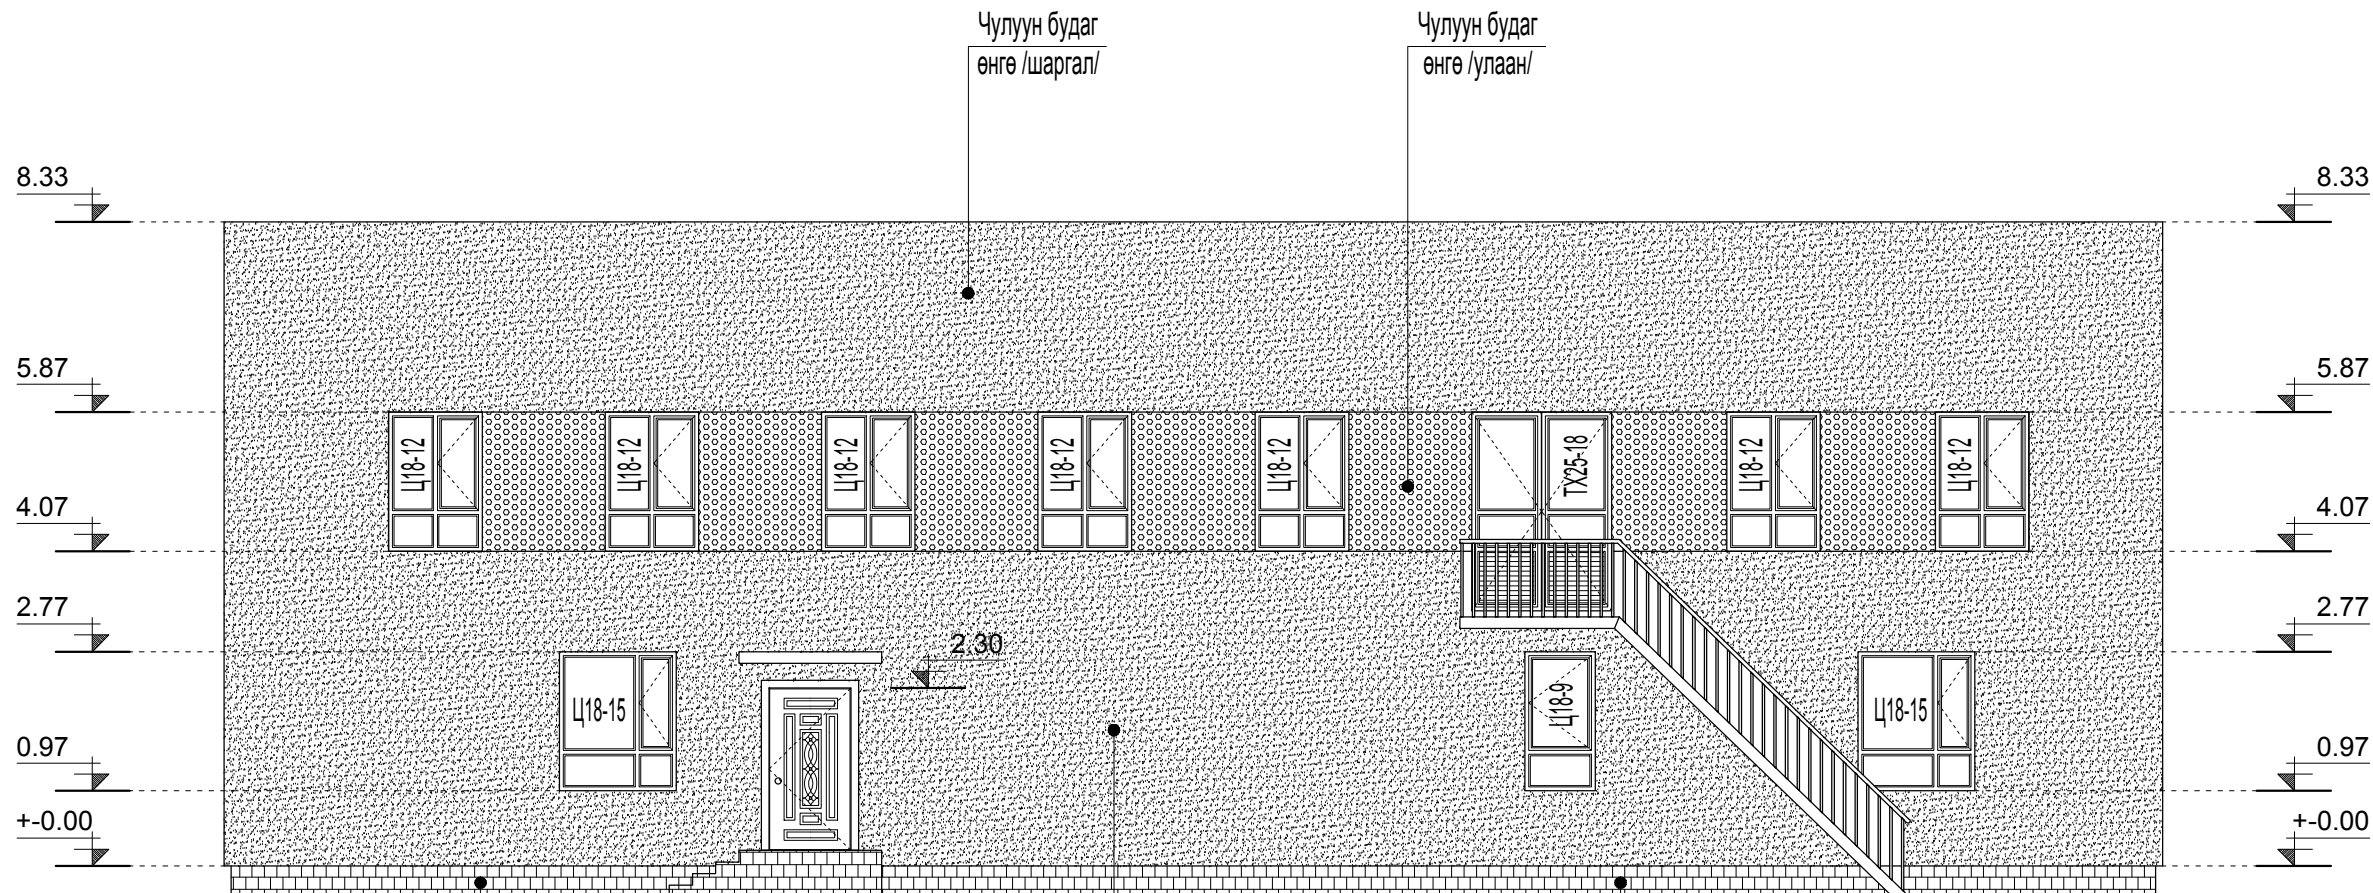 Чулуун будаг
өнгө /шаргал/
Чулуун будаг
өнгө /улаан/
8.33
8.33
5.87
5.87
Ц18-12
Ц18-12
Ц18-12
Ц18-12
Ц18-12
ТХ25-18
Ц18-12
Ц18-12
4.07
4.07
2.77
2.77
2.30
Ц18-15
Ц18-9
Ц18-15
0.97
0.97
+-0.00
+-0.00